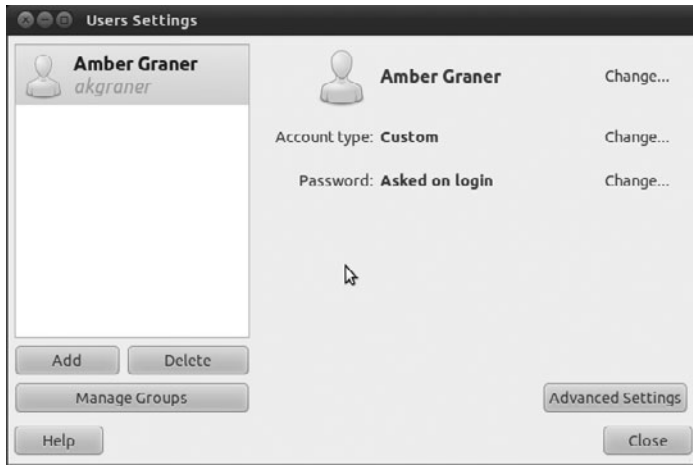 Users Settings
Amber Graner
akgraner
Amber Graner
Change...
Account type: Custom
Change...
Password: Asked on login
Change...
Add
Delete
Manage Groups
Advanced Settings
Help
Close